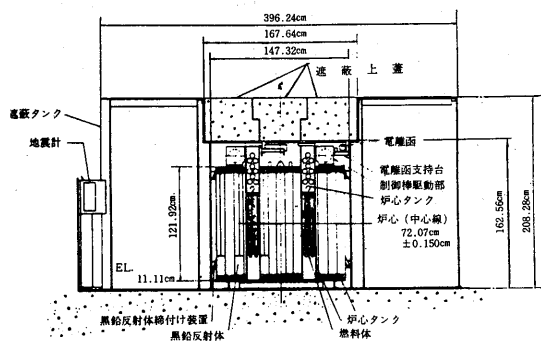 396.24cm
167.64cm
147.32cm
遮蔽上蓋
遮蔽タンク
地震計
電離函
電離函支持台
制御棒駆動部
炉心タンク
炉心(中心線)
72.07cm
±0.150cm
121.92cm
162.56cm
208.28cm
EL.
11.11cm
黒鉛反射体締付け装置
黒鉛反射体
炉心タンク
燃料体